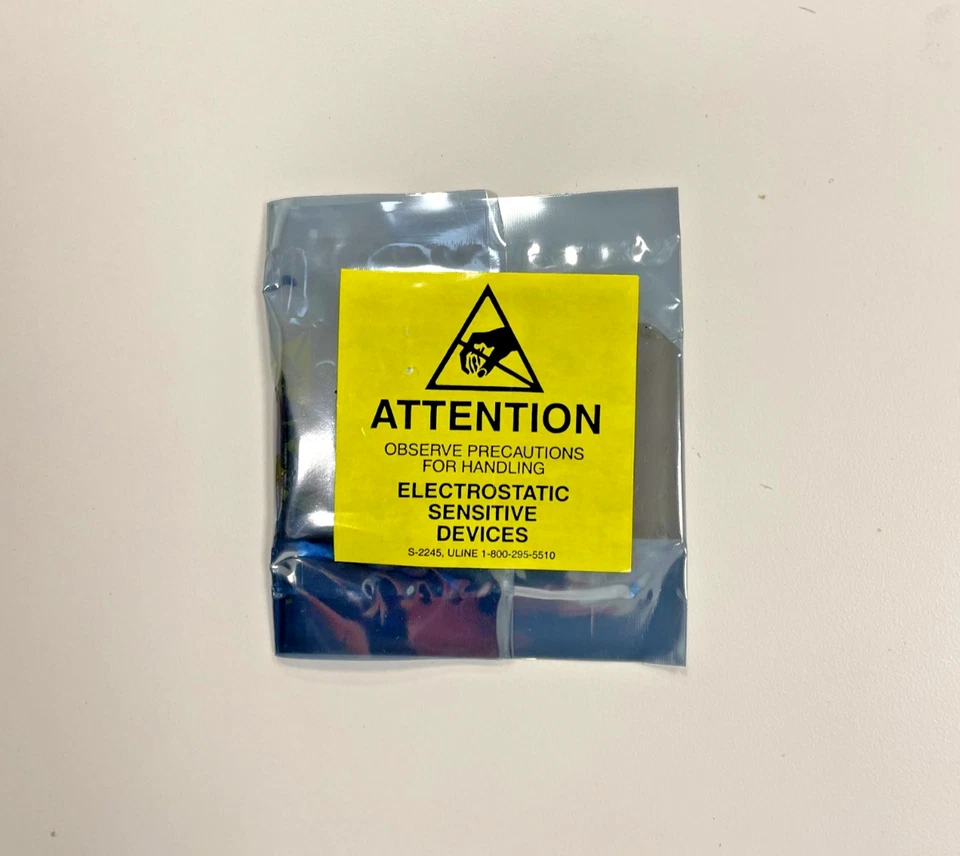 ATTENTION
OBSERVE PRECAUTIONS
FOR HANDLING
ELECTROSTATIC
SENSITIVE
DEVICES
S-2245, ULINE 1-800-295-5510